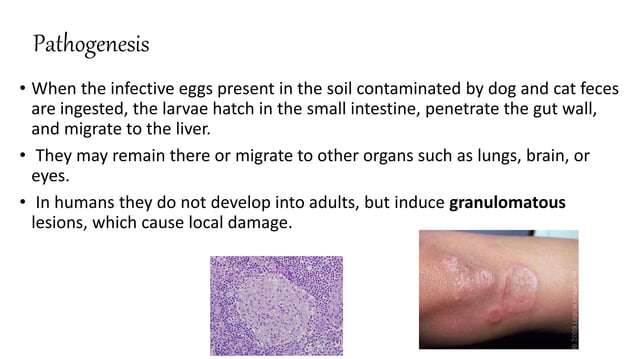 Pathogenesis
• When the infective eggs present in the soil contaminated by dog and cat feces
are ingested, the larvae hatch in the small intestine, penetrate the gut wall,
and migrate to the liver.
• They may remain there or migrate to other organs such as lungs, brain, or
eyes.
• In humans they do not develop into adults, but induce granulomatous
lesions, which cause local damage.